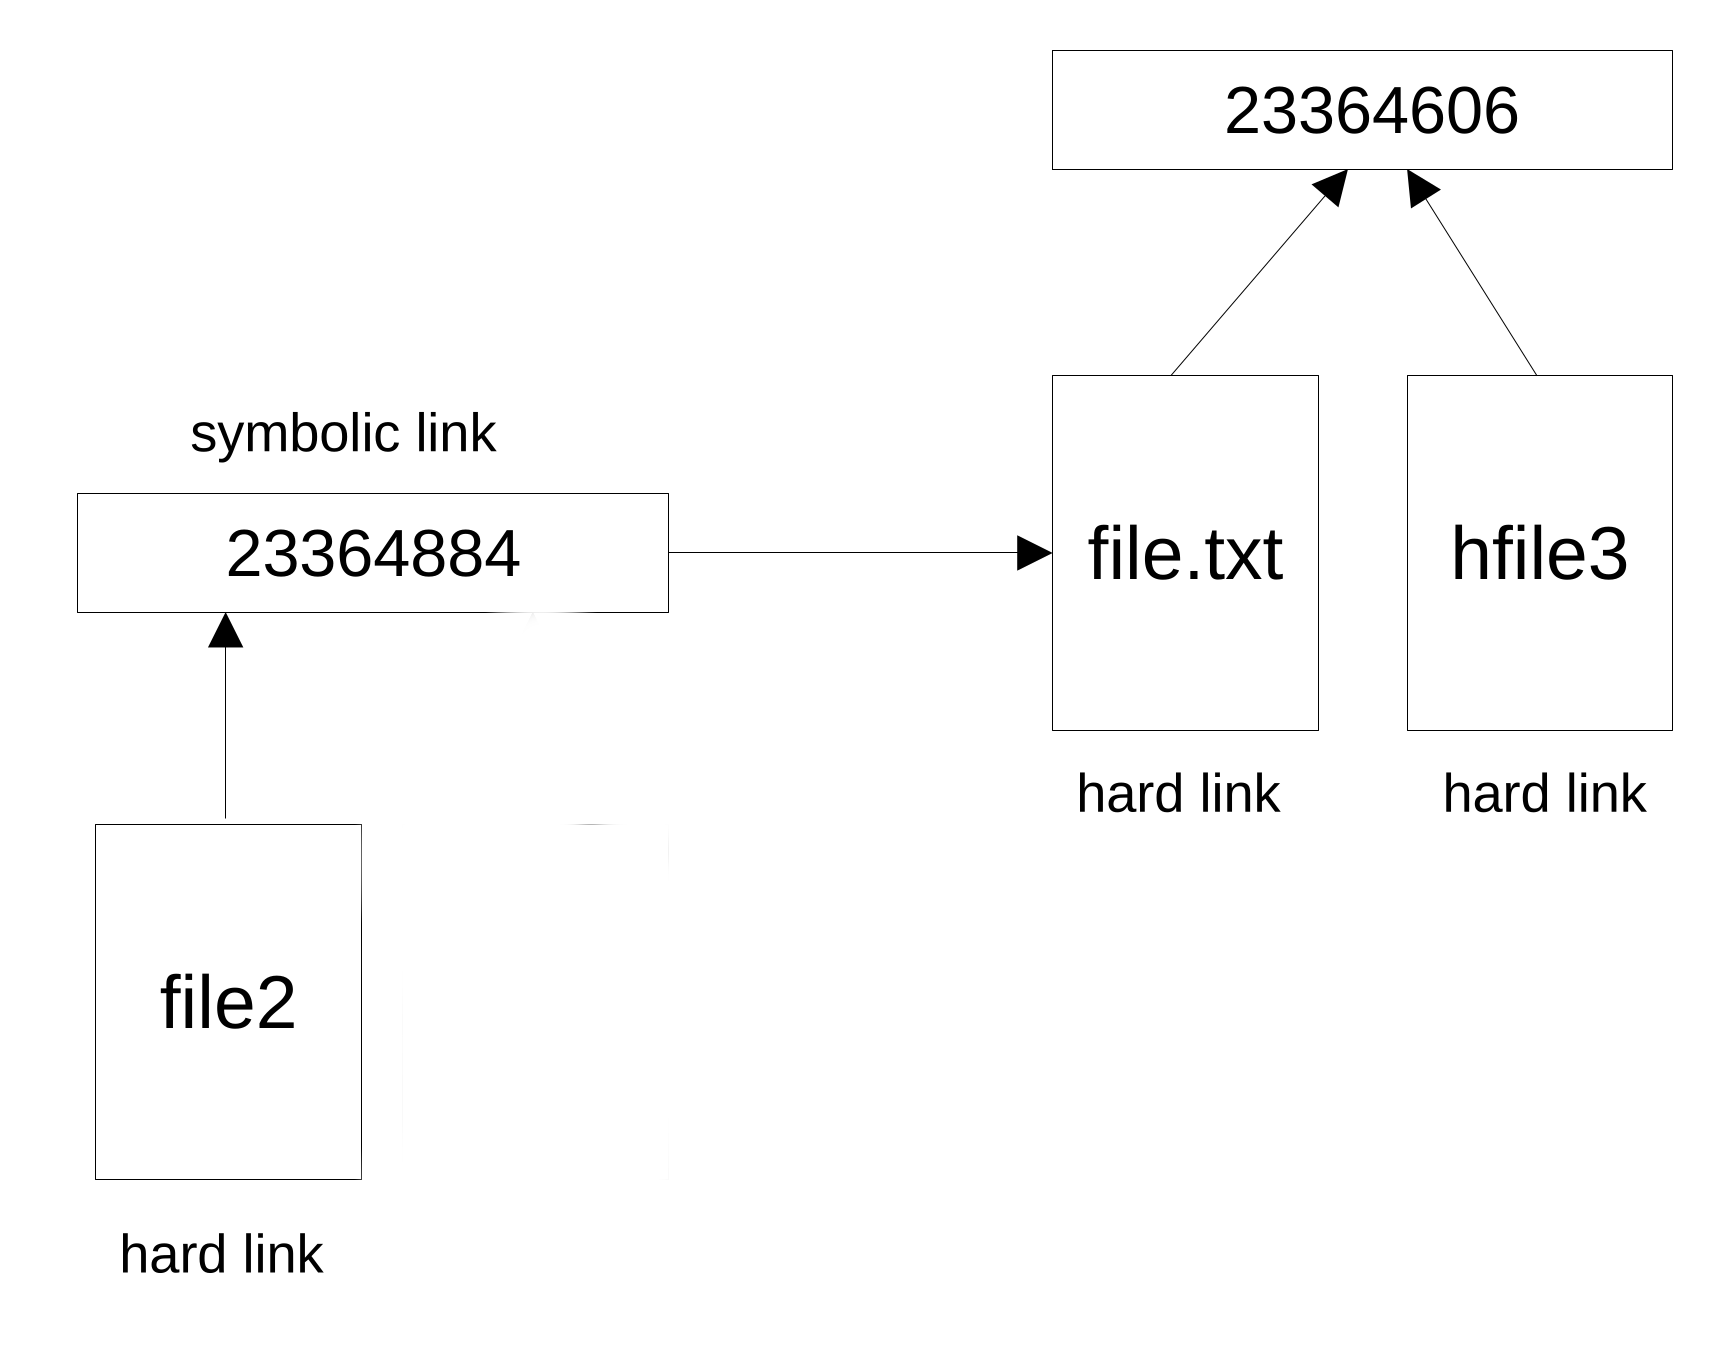 23364606
symbolic link
23364884
file.txt
hfile3
hard link
hard link
file2
hard link